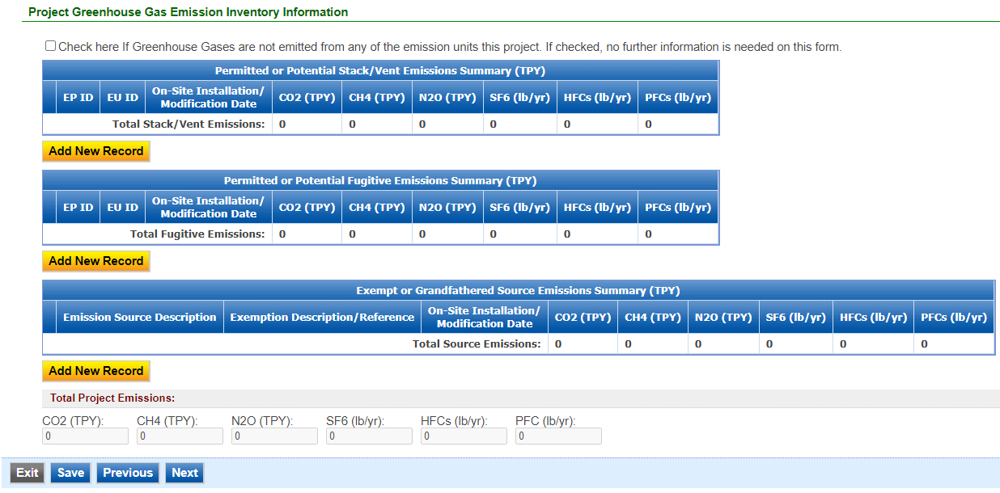 Project Greenhouse Gas Emission Inventory Information
Check here If Greenhouse Gases are not emitted from any of the emission units this project. If checked, no further information is needed on this form.
Permitted or Potential Stack/Vent Emissions Summary (TPY)
EP ID EU ID On-Site Installation/ Modification Date CO2 (TPY) CH4 (TPY) N2O (TPY) SF6 (lb/yr) HFCs (lb/yr) PFCs (lb/yr)
Total Stack/Vent Emissions: 0 0 0 0 0 0
Add New Record
Permitted or Potential Fugitive Emissions Summary (TPY)
EP ID EU ID On-Site Installation/ Modification Date CO2 (TPY) CH4 (TPY) N2O (TPY) SF6 (lb/yr) HFCs (lb/yr) PFCs (lb/yr)
Total Fugitive Emissions: 0 0 0 0 0 0
Add New Record
Exempt or Grandfathered Source Emissions Summary (TPY)
Emission Source Description Exemption Description/Reference On-Site Installation/ Modification Date CO2 (TPY) CH4 (TPY) N2O (TPY) SF6 (lb/yr) HFCs (lb/yr) PFCs (lb/yr)
Total Source Emissions: 0 0 0 0 0 0
Add New Record
Total Project Emissions:
CO2 (TPY): CH4 (TPY): N2O (TPY): SF6 (lb/yr): HFCs (lb/yr): PFC (lb/yr):
0 0 0 0 0 0
Exit Save Previous Next